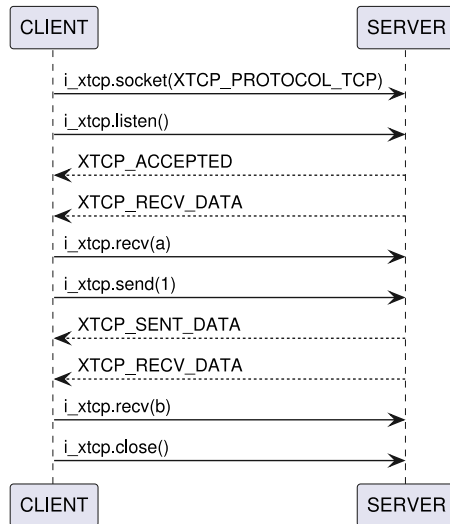 CLIENT SERVER
i_xtcp.socket(XTCP_PROTOCOL_TCP)
i_xtcp.listen()
XTCP_ACCEPTED
XTCP_RECV_DATA
i_xtcp.recv(a)
i_xtcp.send(1)
XTCP_SENT_DATA
XTCP_RECV_DATA
i_xtcp.recv(b)
i_xtcp.close()
CLIENT SERVER